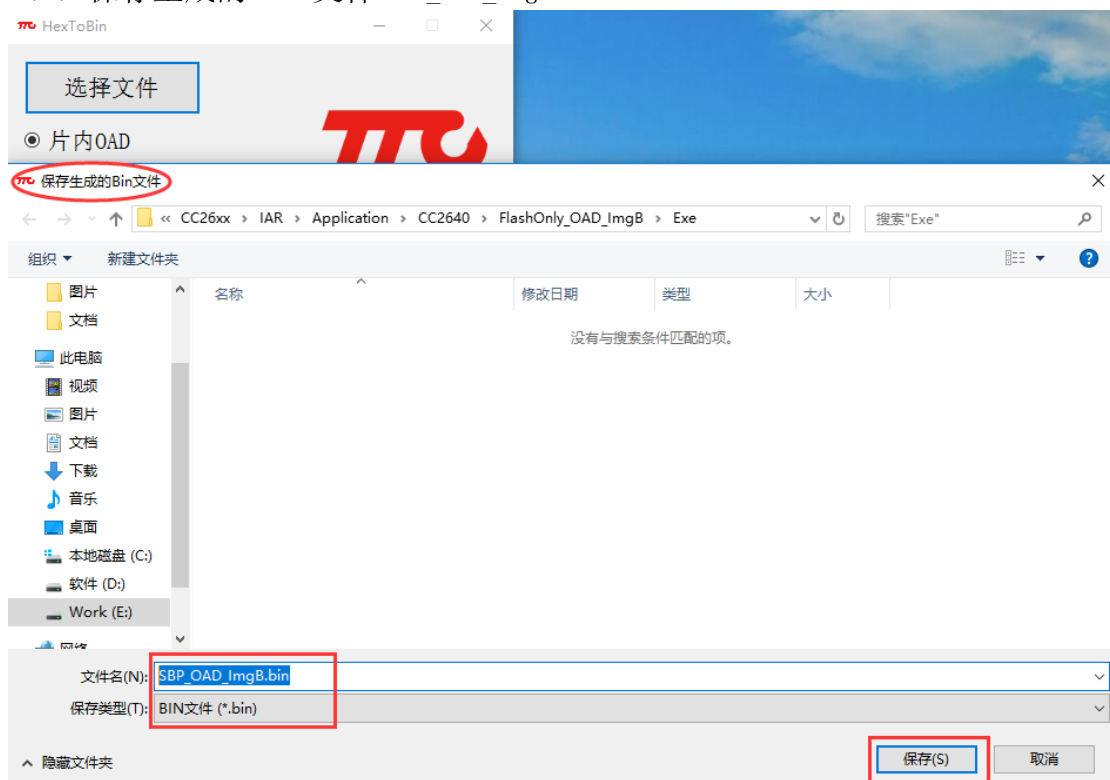 HexToBin
选择文件
片内OAD
TTC
保存生成的Bin文件
« CC26xx › IAR › Application › CC2640 › FlashOnly_OAD_ImgB › Exe
搜索"Exe"
组织
新建文件夹
图片
文档
此电脑
视频
图片
文档
下载
音乐
桌面
本地磁盘 (C:)
软件 (D:)
Work (E:)
名称
修改日期
类型
大小
没有与搜索条件匹配的项。
文件名(N): SBP_OAD_ImgB.bin
保存类型(T): BIN文件 (*.bin)
隐藏文件夹
保存(S)
取消